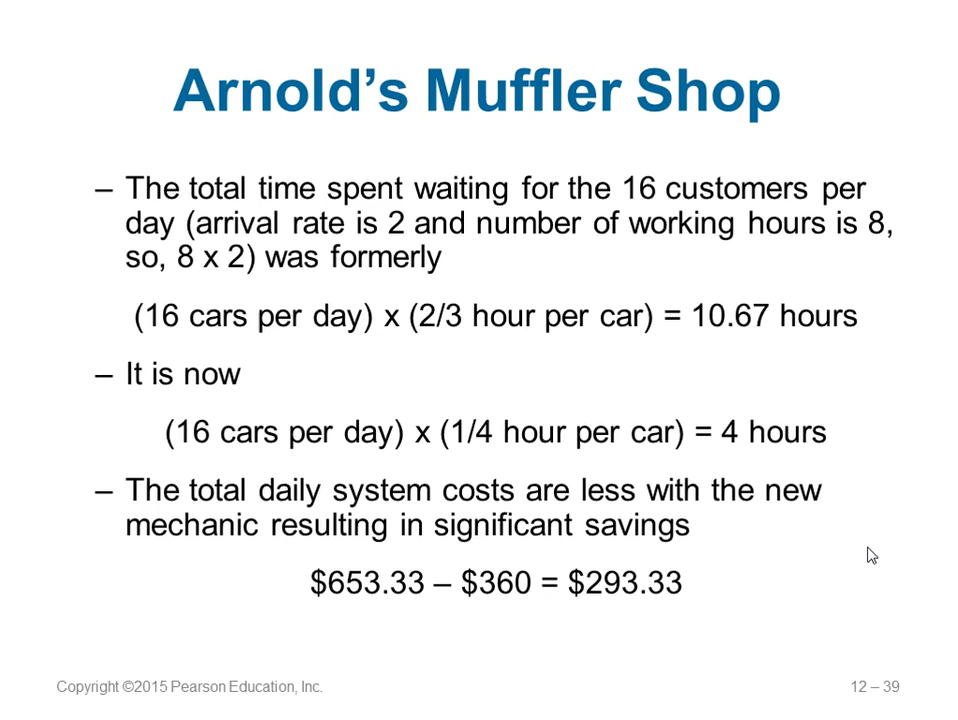 Arnold’s Muffler Shop
– The total time spent waiting for the 16 customers per
day (arrival rate is 2 and number of working hours is 8,
so, 8 x 2) was formerly
(16 cars per day) x (2/3 hour per car) = 10.67 hours
– It is now
(16 cars per day) x (1/4 hour per car) = 4 hours
– The total daily system costs are less with the new
mechanic resulting in significant savings
$653.33 – $360 = $293.33
Copyright ©2015 Pearson Education, Inc.
12 – 39